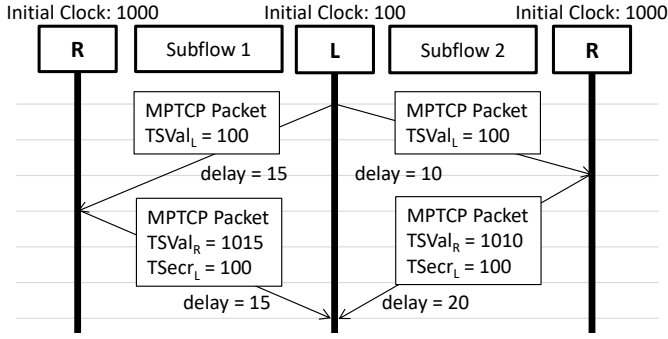 Initial Clock: 1000 Initial Clock: 100 Initial Clock: 1000
R Subflow 1 L Subflow 2 R
MPTCP Packet
TSVal_L = 100
MPTCP Packet
TSVal_L = 100
delay = 15
delay = 10
MPTCP Packet
TSVal_R = 1015
TSecr_L = 100
MPTCP Packet
TSVal_R = 1010
TSecr_L = 100
delay = 15
delay = 20